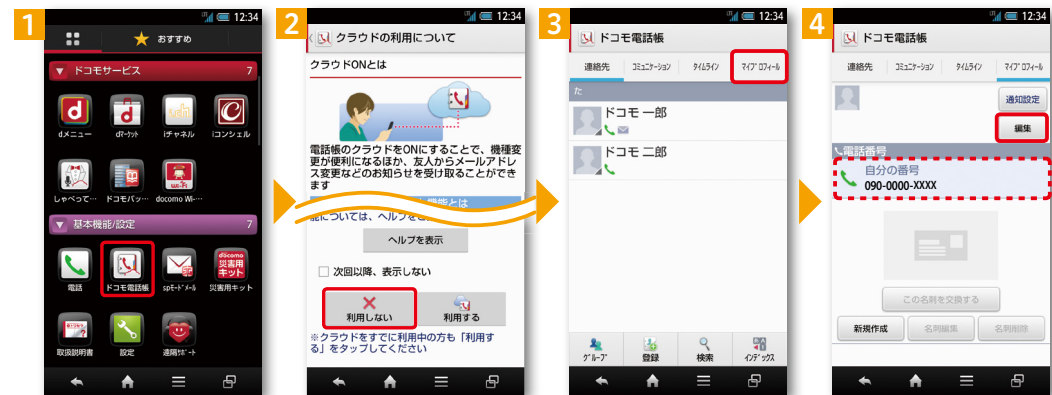 1
12:34
おすすめ
ドコモサービス 7
dメニュー dマーケット iチャネル iコンシェル
しゃべって… ドコモバッ… docomo Wi-…
基本機能/設定 7
電話 ドコモ電話帳 spモードメール 災害用キット
取扱説明書 設定 遠隔サポート
2
12:34
クラウドの利用について
クラウドONとは
電話帳のクラウドをONにすることで、機種変
更が便利になるほか、友人からメールアドレ
ス変更などのお知らせを受け取ることができ
ます
ヘルプを表示
次回以降、表示しない
利用しない 利用する
※クラウドをすでに利用中の方も「利用す
る」をタップしてください
3
12:34
ドコモ電話帳
連絡先 コミュニケーション タイムライン マイプロフィール
た
ドコモ 一郎
ドコモ 二郎
グループ 登録 検索 インデックス
4
12:34
ドコモ電話帳
連絡先 コミュニケーション タイムライン マイプロフィール
通知設定
編集
電話番号
自分の番号
090-0000-XXXX
この名刺を交換する
新規作成 名刺編集 名刺削除